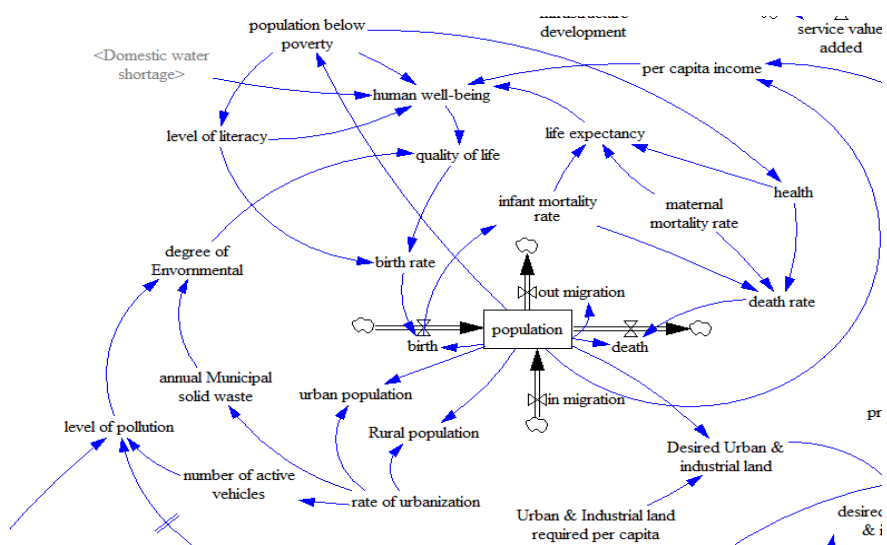 infrastructure
development
service value
added
population below
poverty
<Domestic water
shortage>
per capita income
human well-being
level of literacy
life expectancy
quality of life
health
infant mortality
rate
maternal
mortality rate
degree of
Envornmental
birth rate
out migration
death rate
population
birth
death
annual Municipal
solid waste
urban population
in migration
Rural population
level of pollution
Desired Urban &
industrial land
number of active
vehicles
rate of urbanization
Urban & Industrial land
required per capita
desired
& i
pr